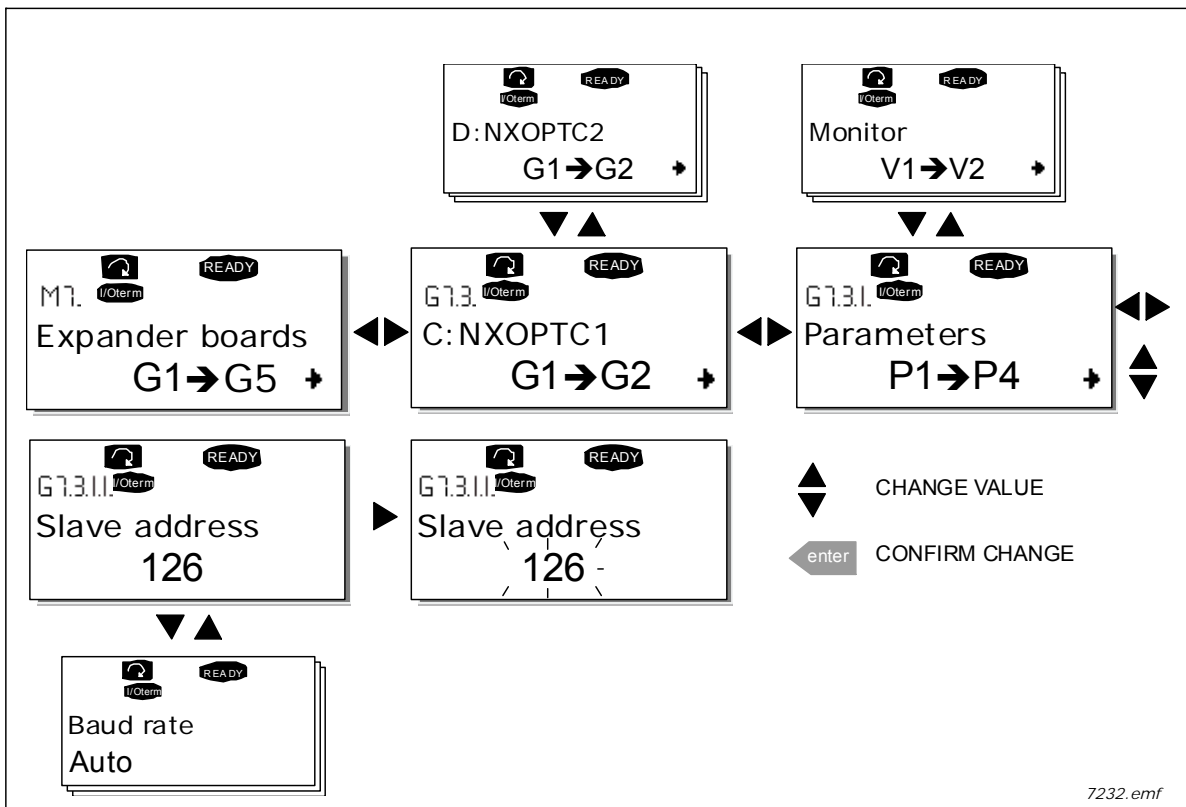 READY
I/Oterm
D:NXOPTC2
G1➔G2
READY
I/Oterm
Monitor
V1➔V2
READY
M7. I/Oterm
Expander boards
G1➔G5
READY
G7.3. I/Oterm
C:NXOPTC1
G1➔G2
READY
G7.3.1. I/Oterm
Parameters
P1➔P4
READY
G7.3.1.1. I/Oterm
Slave address
126
READY
G7.3.1.1. I/Oterm
Slave address
126
CHANGE VALUE
enter CONFIRM CHANGE
READY
I/Oterm
Baud rate
Auto
7232.emf